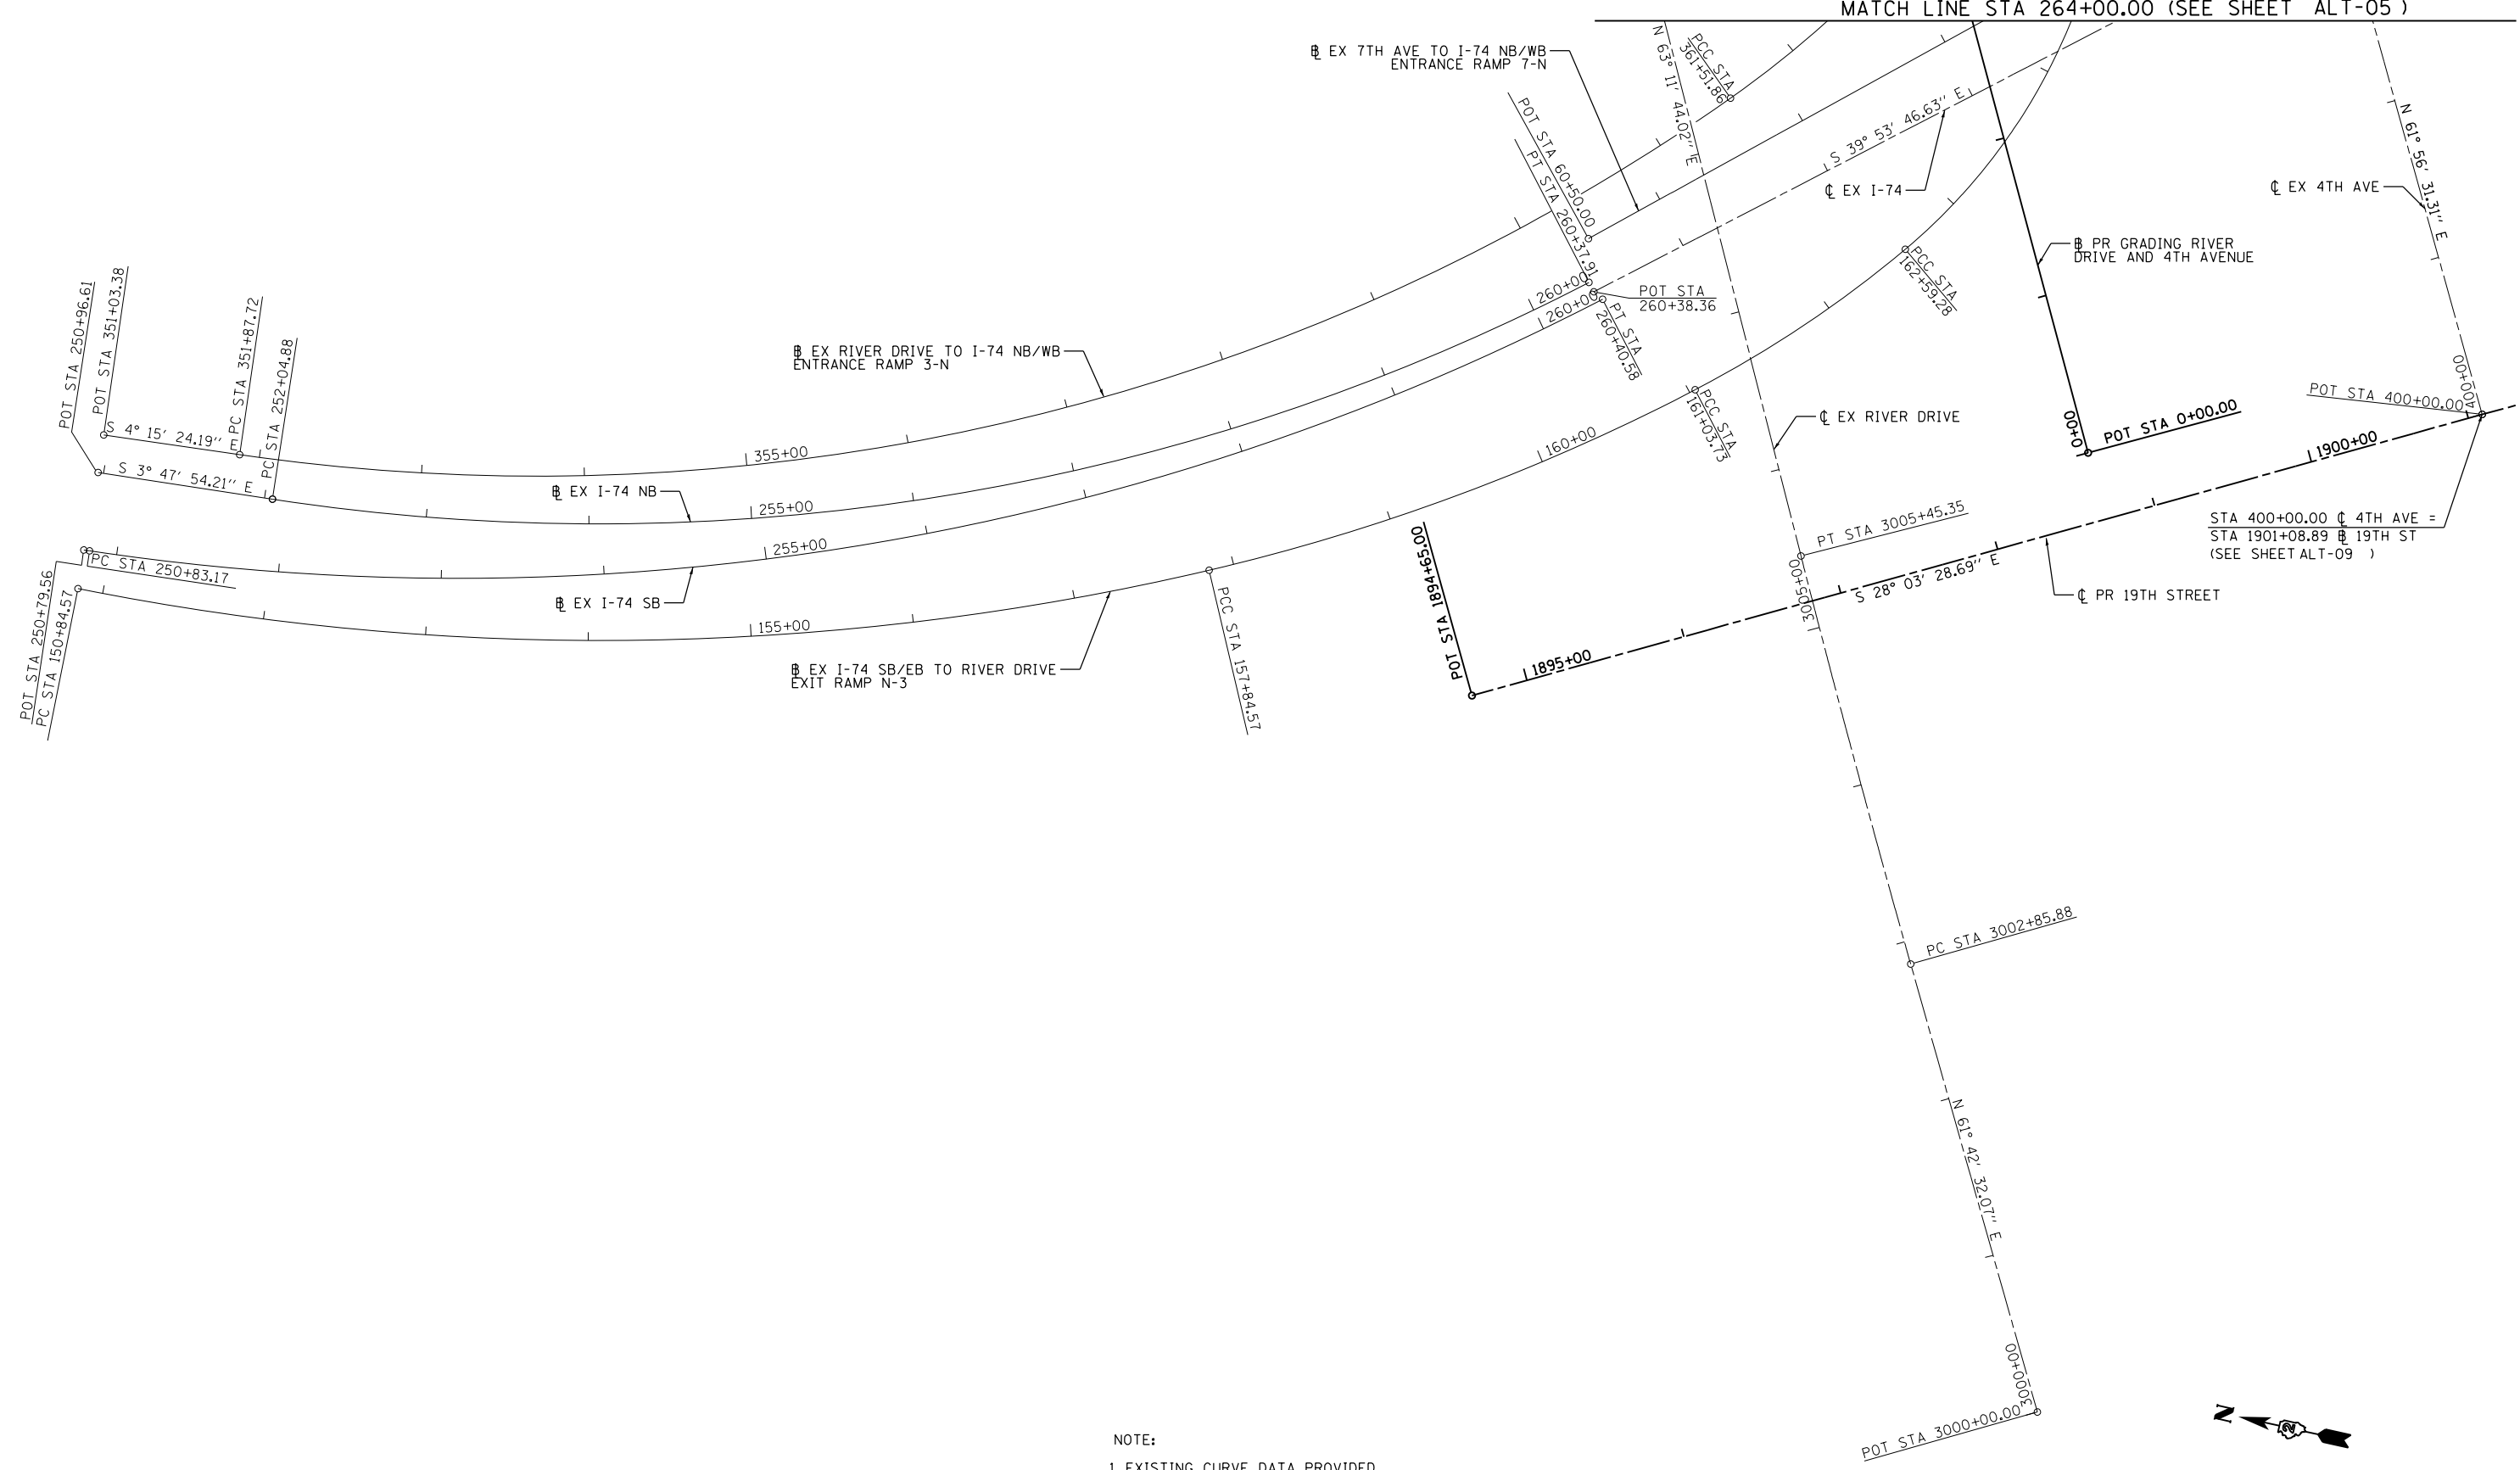 MATCH LINE STA 264+00.00 (SEE SHEET ALT-05 )
℄ EX 7TH AVE TO I-74 NB/WB
ENTRANCE RAMP 7-N
N 63° 11' 44.02" E
PCC STA
361+51.86
POT STA 60+50.00
PT STA 260+37.91
S 39° 53' 46.63" E
℄ EX I-74
N 61° 56' 31.31" E
℄ EX 4TH AVE
PR GRADING RIVER
DRIVE AND 4TH AVENUE
PCC STA
162+59.28
POT STA
260+38.36
260+00
260+00
PT STA
260+40.58
POT STA 250+96.61
POT STA 351+03.38
PC STA 351+87.72
PC STA 252+04.88
S 4° 15' 24.19" E
S 3° 47' 54.21" E
EX RIVER DRIVE TO I-74 NB/WB
ENTRANCE RAMP 3-N
355+00
EX I-74 NB
255+00
255+00
EX I-74 SB
160+00
PCC STA
161+03.73
℄ EX RIVER DRIVE
0+00
POT STA 0+00.00
400+00
POT STA 400+00.00
1900+00
STA 400+00.00 ℄ 4TH AVE =
STA 1901+08.89 19TH ST
(SEE SHEET ALT-09 )
PT STA 3005+45.35
3005+00
S 28° 03' 28.69" E
℄ PR 19TH STREET
POT STA 1894+65.00
1895+00
PC STA 250+83.17
POT STA 250+79.56
PC STA 150+84.57
155+00
EX I-74 SB/EB TO RIVER DRIVE
EXIT RAMP N-3
PCC STA 157+84.57
PC STA 3002+85.88
N 61° 42' 32.07" E
3000+00
POT STA 3000+00.00
N
2
NOTE:
1 EXISTING CURVE DATA PROVIDED